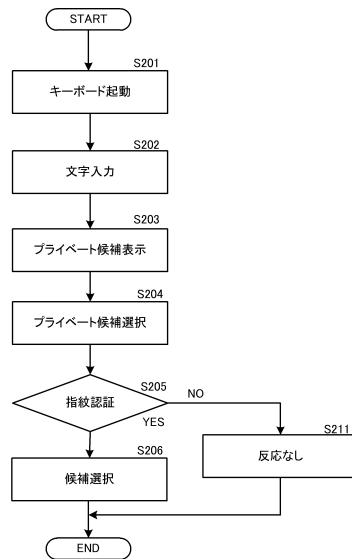 START
S201
キーボード起動
S202
文字入力
S203
プライベート候補表示
S204
プライベート候補選択
S205
指紋認証
NO
YES
S206
候補選択
S211
反応なし
END